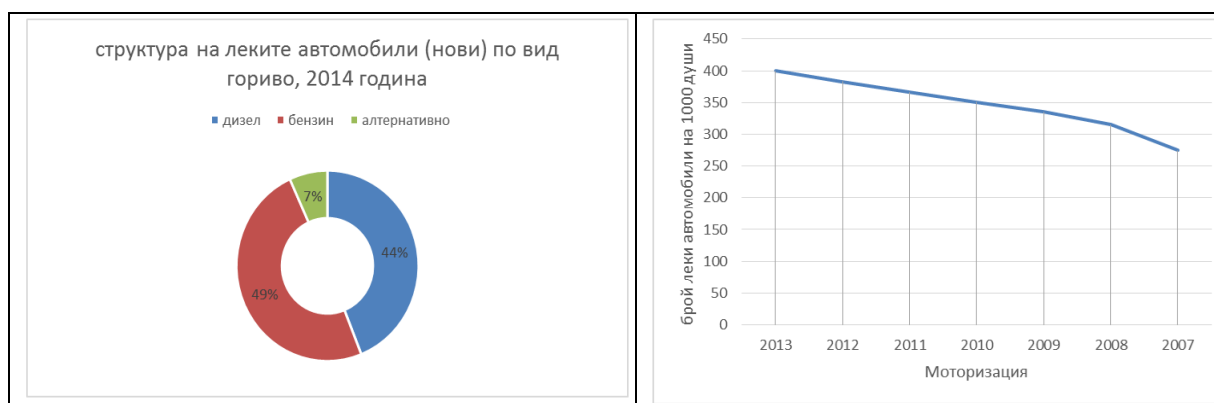 структура на леките автомобили (нови) по вид
гориво, 2014 година
дизел бензин алтернативно
7%
44%
49%
брой леки автомобили на 1000 души
450
400
350
300
250
200
150
100
50
0
2013 2012 2011 2010 2009 2008 2007
Моторизация